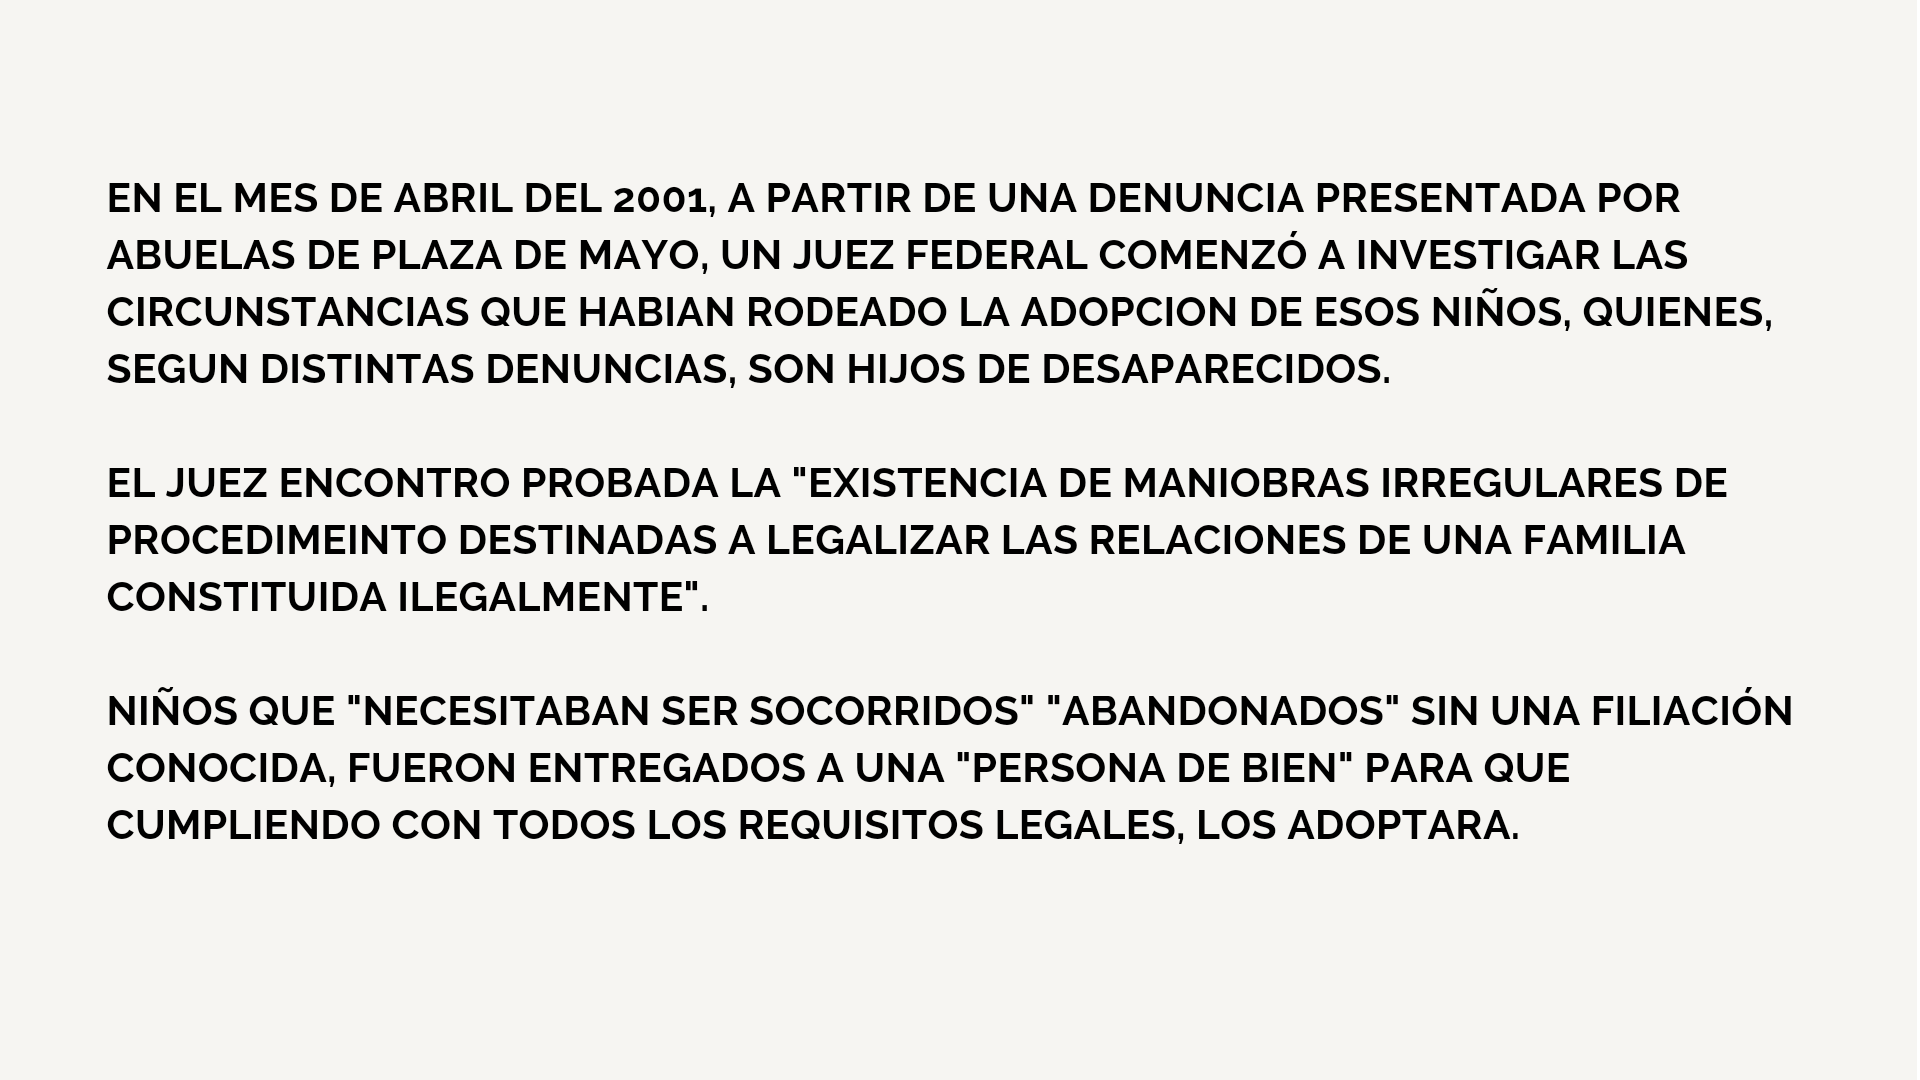 EN EL MES DE ABRIL DEL 2001, A PARTIR DE UNA DENUNCIA PRESENTADA POR
ABUELAS DE PLAZA DE MAYO, UN JUEZ FEDERAL COMENZÓ A INVESTIGAR LAS
CIRCUNSTANCIAS QUE HABIAN RODEADO LA ADOPCION DE ESOS NIÑOS, QUIENES,
SEGUN DISTINTAS DENUNCIAS, SON HIJOS DE DESAPARECIDOS.
EL JUEZ ENCONTRO PROBADA LA "EXISTENCIA DE MANIOBRAS IRREGULARES DE
PROCEDIMEINTO DESTINADAS A LEGALIZAR LAS RELACIONES DE UNA FAMILIA
CONSTITUIDA ILEGALMENTE".
NIÑOS QUE "NECESITABAN SER SOCORRIDOS" "ABANDONADOS" SIN UNA FILIACIÓN
CONOCIDA, FUERON ENTREGADOS A UNA "PERSONA DE BIEN" PARA QUE
CUMPLIENDO CON TODOS LOS REQUISITOS LEGALES, LOS ADOPTARA.